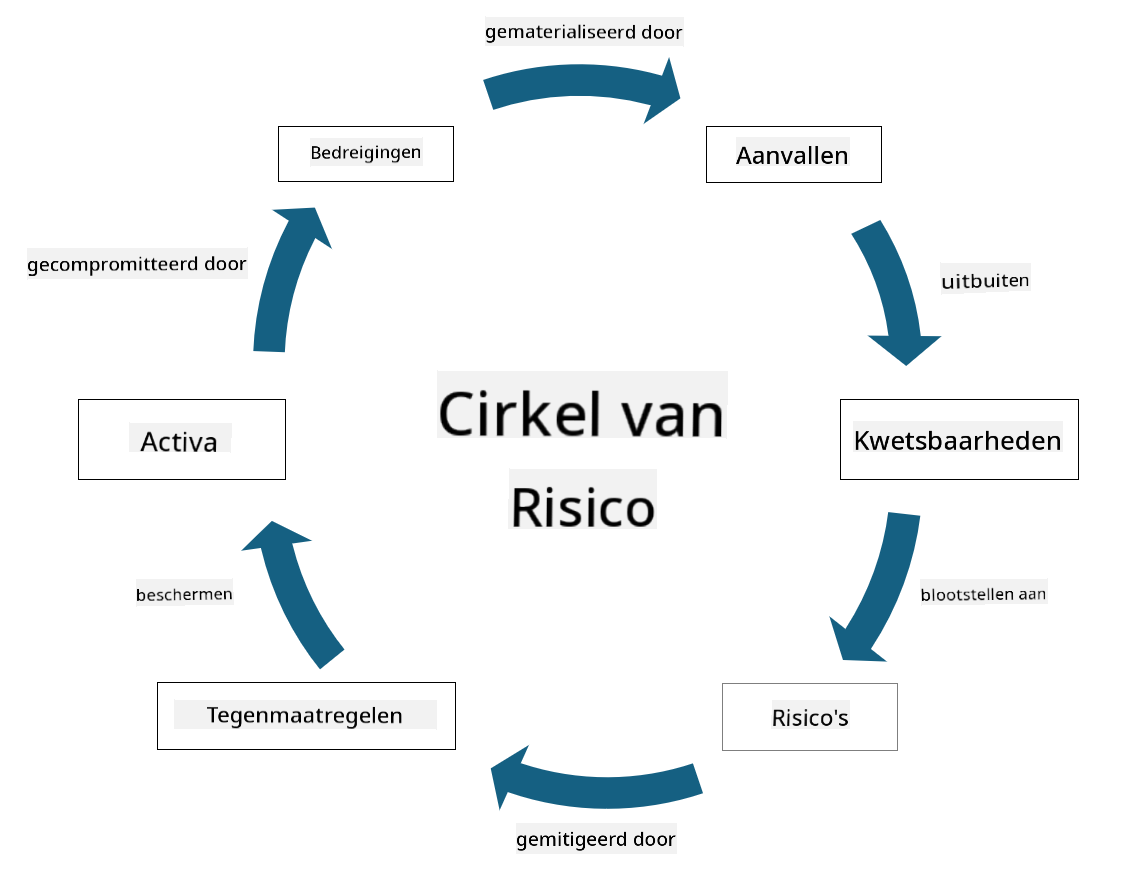 gematerialiseerd door
Bedreigingen
Aanvallen
gecompromitteerd door
uitbuiten
Cirkel van
Risico
Activa
Kwetsbaarheden
beschermen
blootstellen aan
Tegenmaatregelen
Risico's
gemitigeerd door